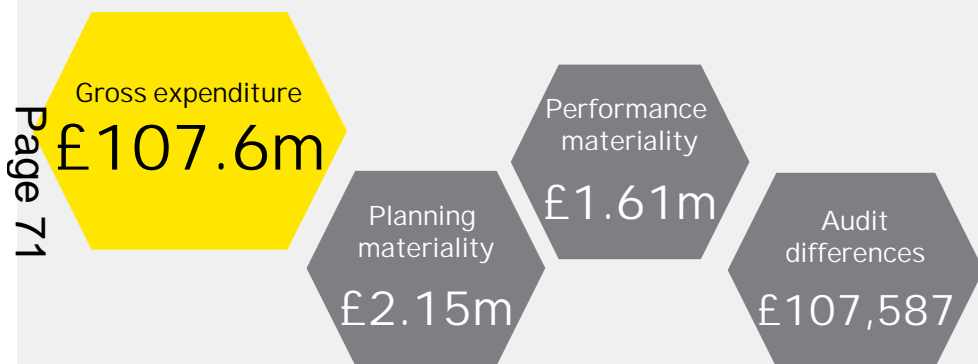 Gross expenditure
£107.6m
Page 71
Planning
materiality
£2.15m
Performance
materiality
£1.61m
Audit
differences
£107,587